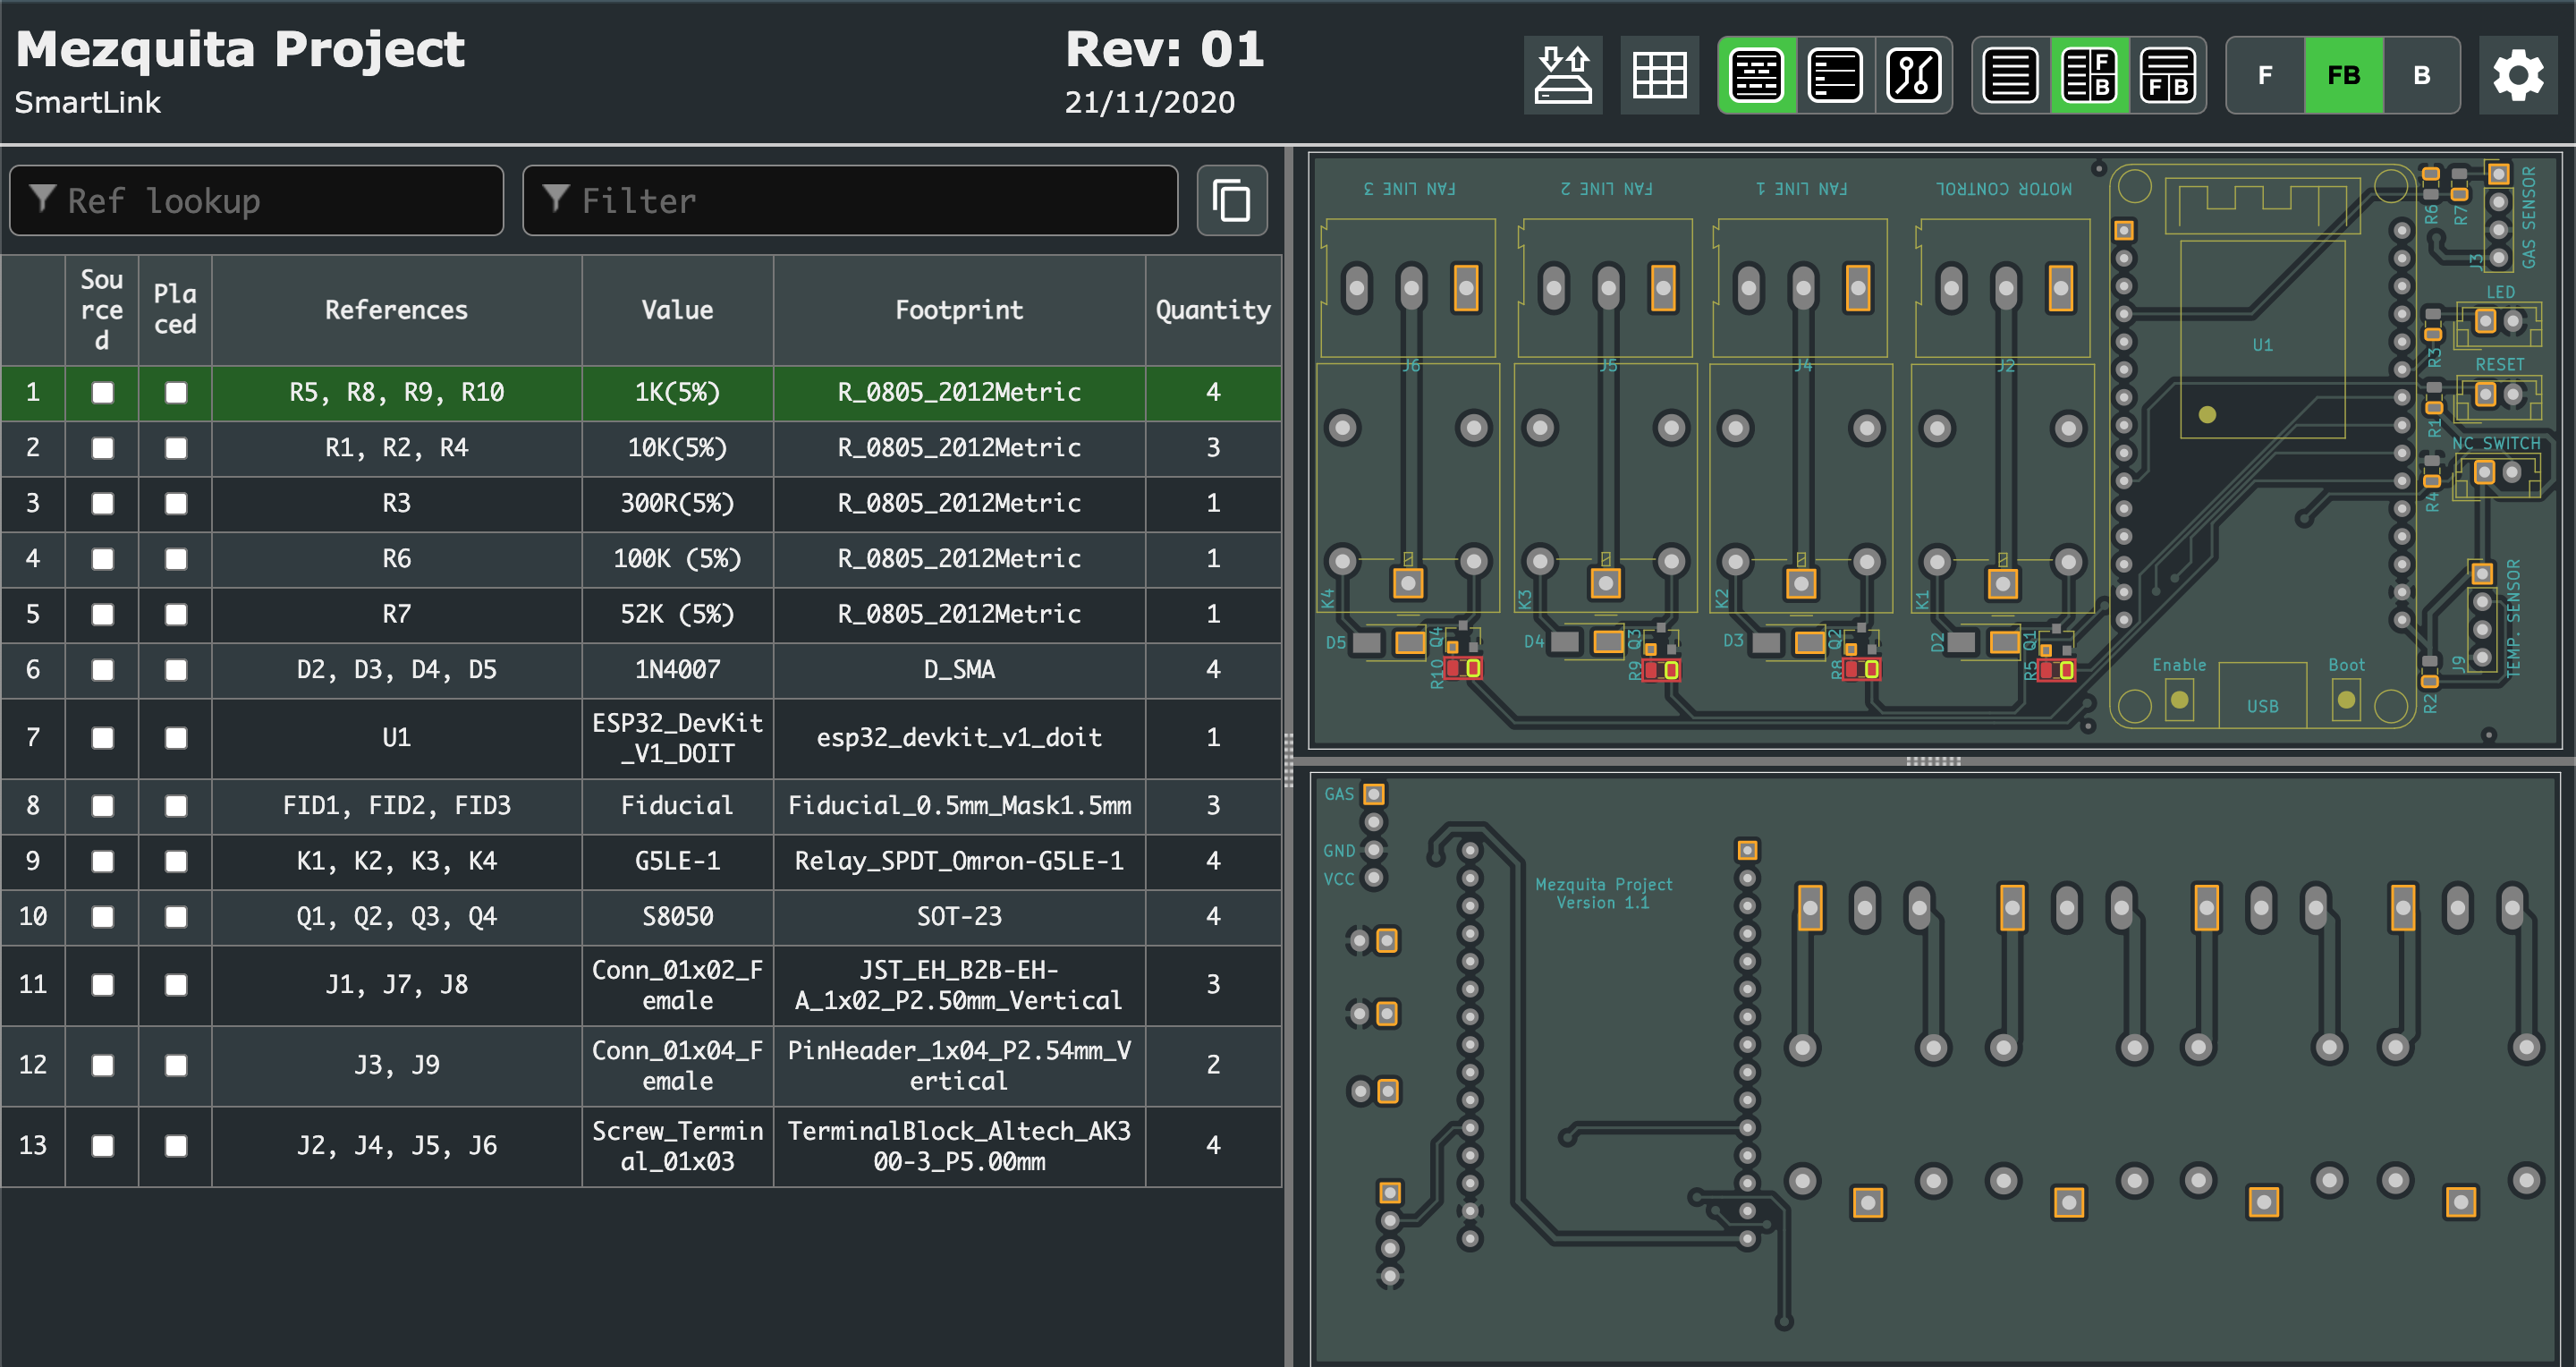 Mezquita Project
SmartLink
Rev: 01
21/11/2020
F
B
F B
F
FB
B
Ref lookup
Filter
Sourced Placed References Value Footprint Quantity
1 R5, R8, R9, R10 1K(5%) R_0805_2012Metric 4
2 R1, R2, R4 10K(5%) R_0805_2012Metric 3
3 R3 300R(5%) R_0805_2012Metric 1
4 R6 100K (5%) R_0805_2012Metric 1
5 R7 52K (5%) R_0805_2012Metric 1
6 D2, D3, D4, D5 1N4007 D_SMA 4
7 U1 ESP32_DevKit_V1_DOIT esp32_devkit_v1_doit 1
8 FID1, FID2, FID3 Fiducial Fiducial_0.5mm_Mask1.5mm 3
9 K1, K2, K3, K4 G5LE-1 Relay_SPDT_Omron-G5LE-1 4
10 Q1, Q2, Q3, Q4 S8050 SOT-23 4
11 J1, J7, J8 Conn_01x02_Female JST_EH_B2B-EH-A_1x02_P2.50mm_Vertical 3
12 J3, J9 Conn_01x04_Female PinHeader_1x04_P2.54mm_Vertical 2
13 J2, J4, J5, J6 Screw_Terminal_01x03 TerminalBlock_Altech_AK300-3_P5.00mm 4
FAN LINE 3
FAN LINE 2
FAN LINE 1
MOTOR CONTROL
R6
R7
GAS SENSOR
J3
LED
U1
R3
J6
J5
J4
J2
RESET
R1
NC SWITCH
R4
K4
K3
K2
K1
TEMP. SENSOR
D5
Q4
D4
Q3
D3
Q2
D2
Q1
R10
R9
R8
R5
J9
Enable
Boot
USB
R2
GAS
GND
VCC
Mezquita Project
Version 1.1